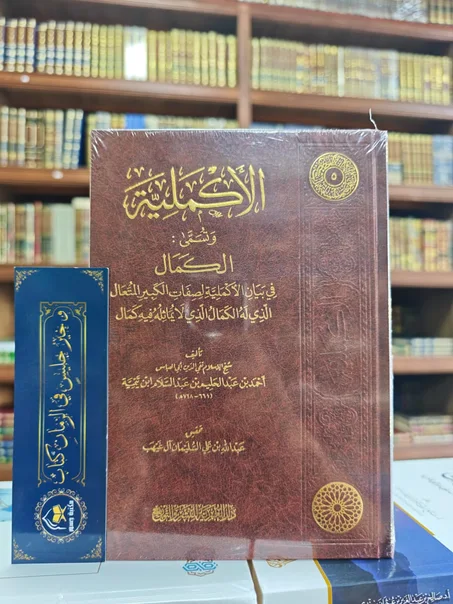 ٥
الأكملية
وتسمى :
الكمال
في بيان الأكملية لصفات الكبير المتعال
الذي له الكمال الذي لا يماثله فيه كمال
تأليف
شيخ الإسلام تقي الدين أبي العباس
أحمد بن عبد الحليم بن عبد السلام ابن تيمية
(٦٦١ - ٧٢٨هـ)
تحقيق
عبد الله بن علي السليمان آل غيهب
وخير جليس في الزمان كتاب